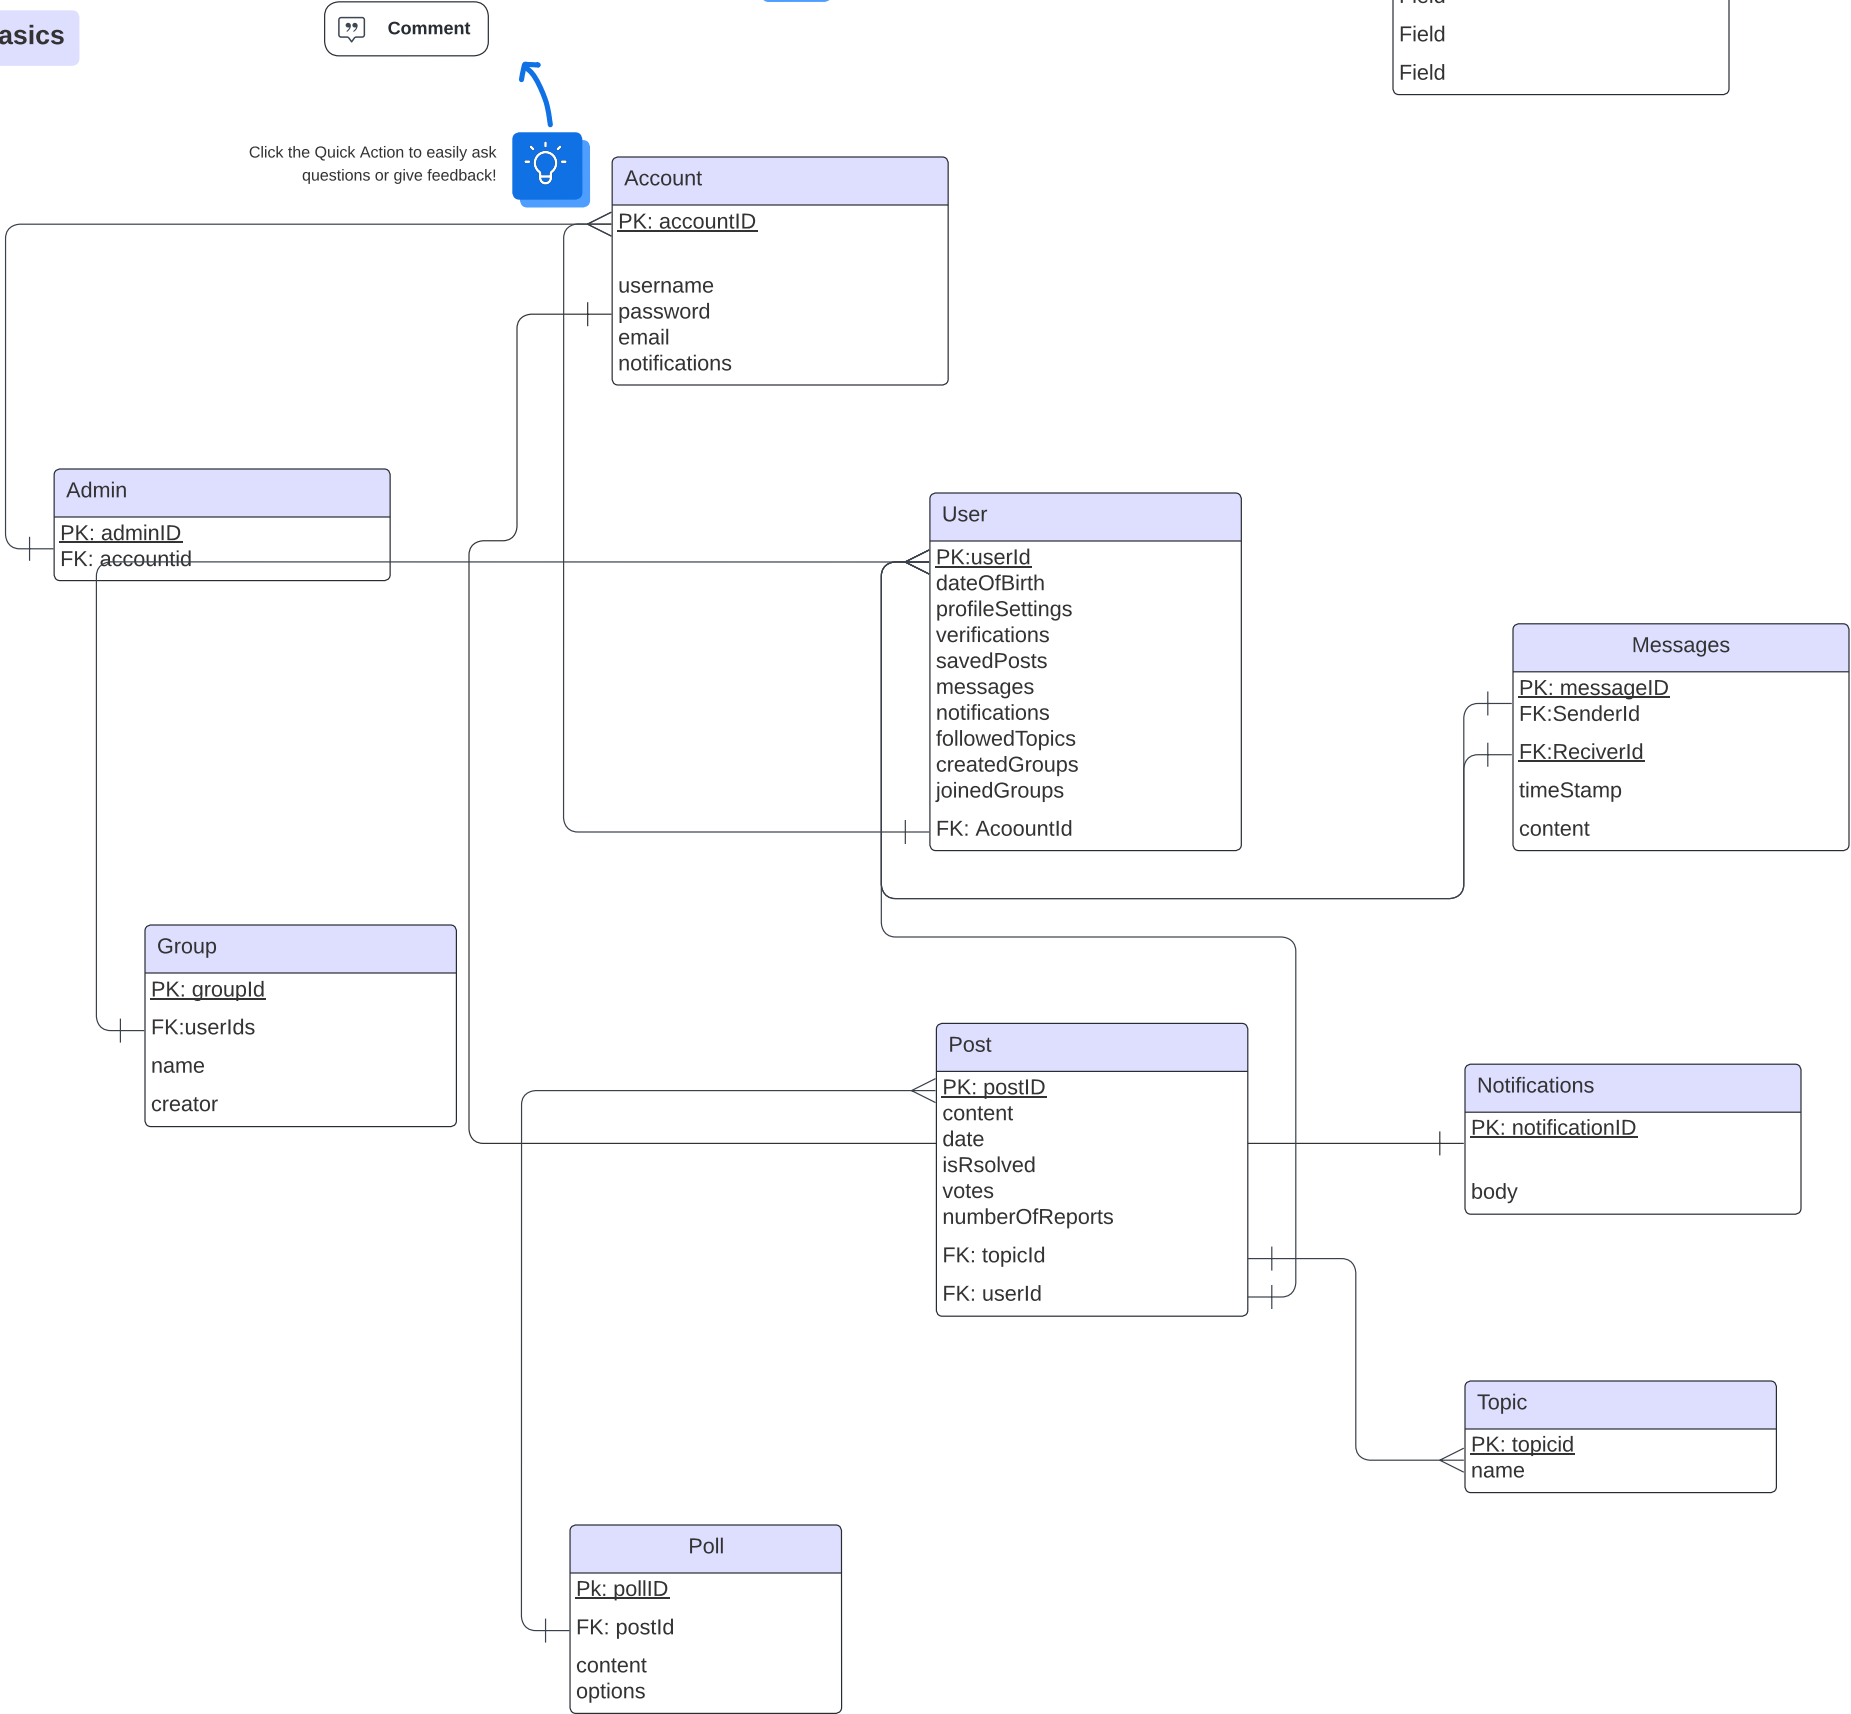 asics
Comment
Field
Field
Click the Quick Action to easily ask
questions or give feedback!
Account
PK: accountID
username
password
email
notifications
Admin
PK: adminID
FK: accountid
User
PK:userId
dateOfBirth
profileSettings
verifications
savedPosts
messages
notifications
followedTopics
createdGroups
joinedGroups
FK: AcoountId
Messages
PK: messageID
FK:SenderId
FK:ReciverId
timeStamp
content
Group
PK: groupId
FK:userIds
name
creator
Post
PK: postID
content
date
isRsolved
votes
numberOfReports
FK: topicId
FK: userId
Notifications
PK: notificationID
body
Topic
PK: topicid
name
Poll
Pk: pollID
FK: postId
content
options